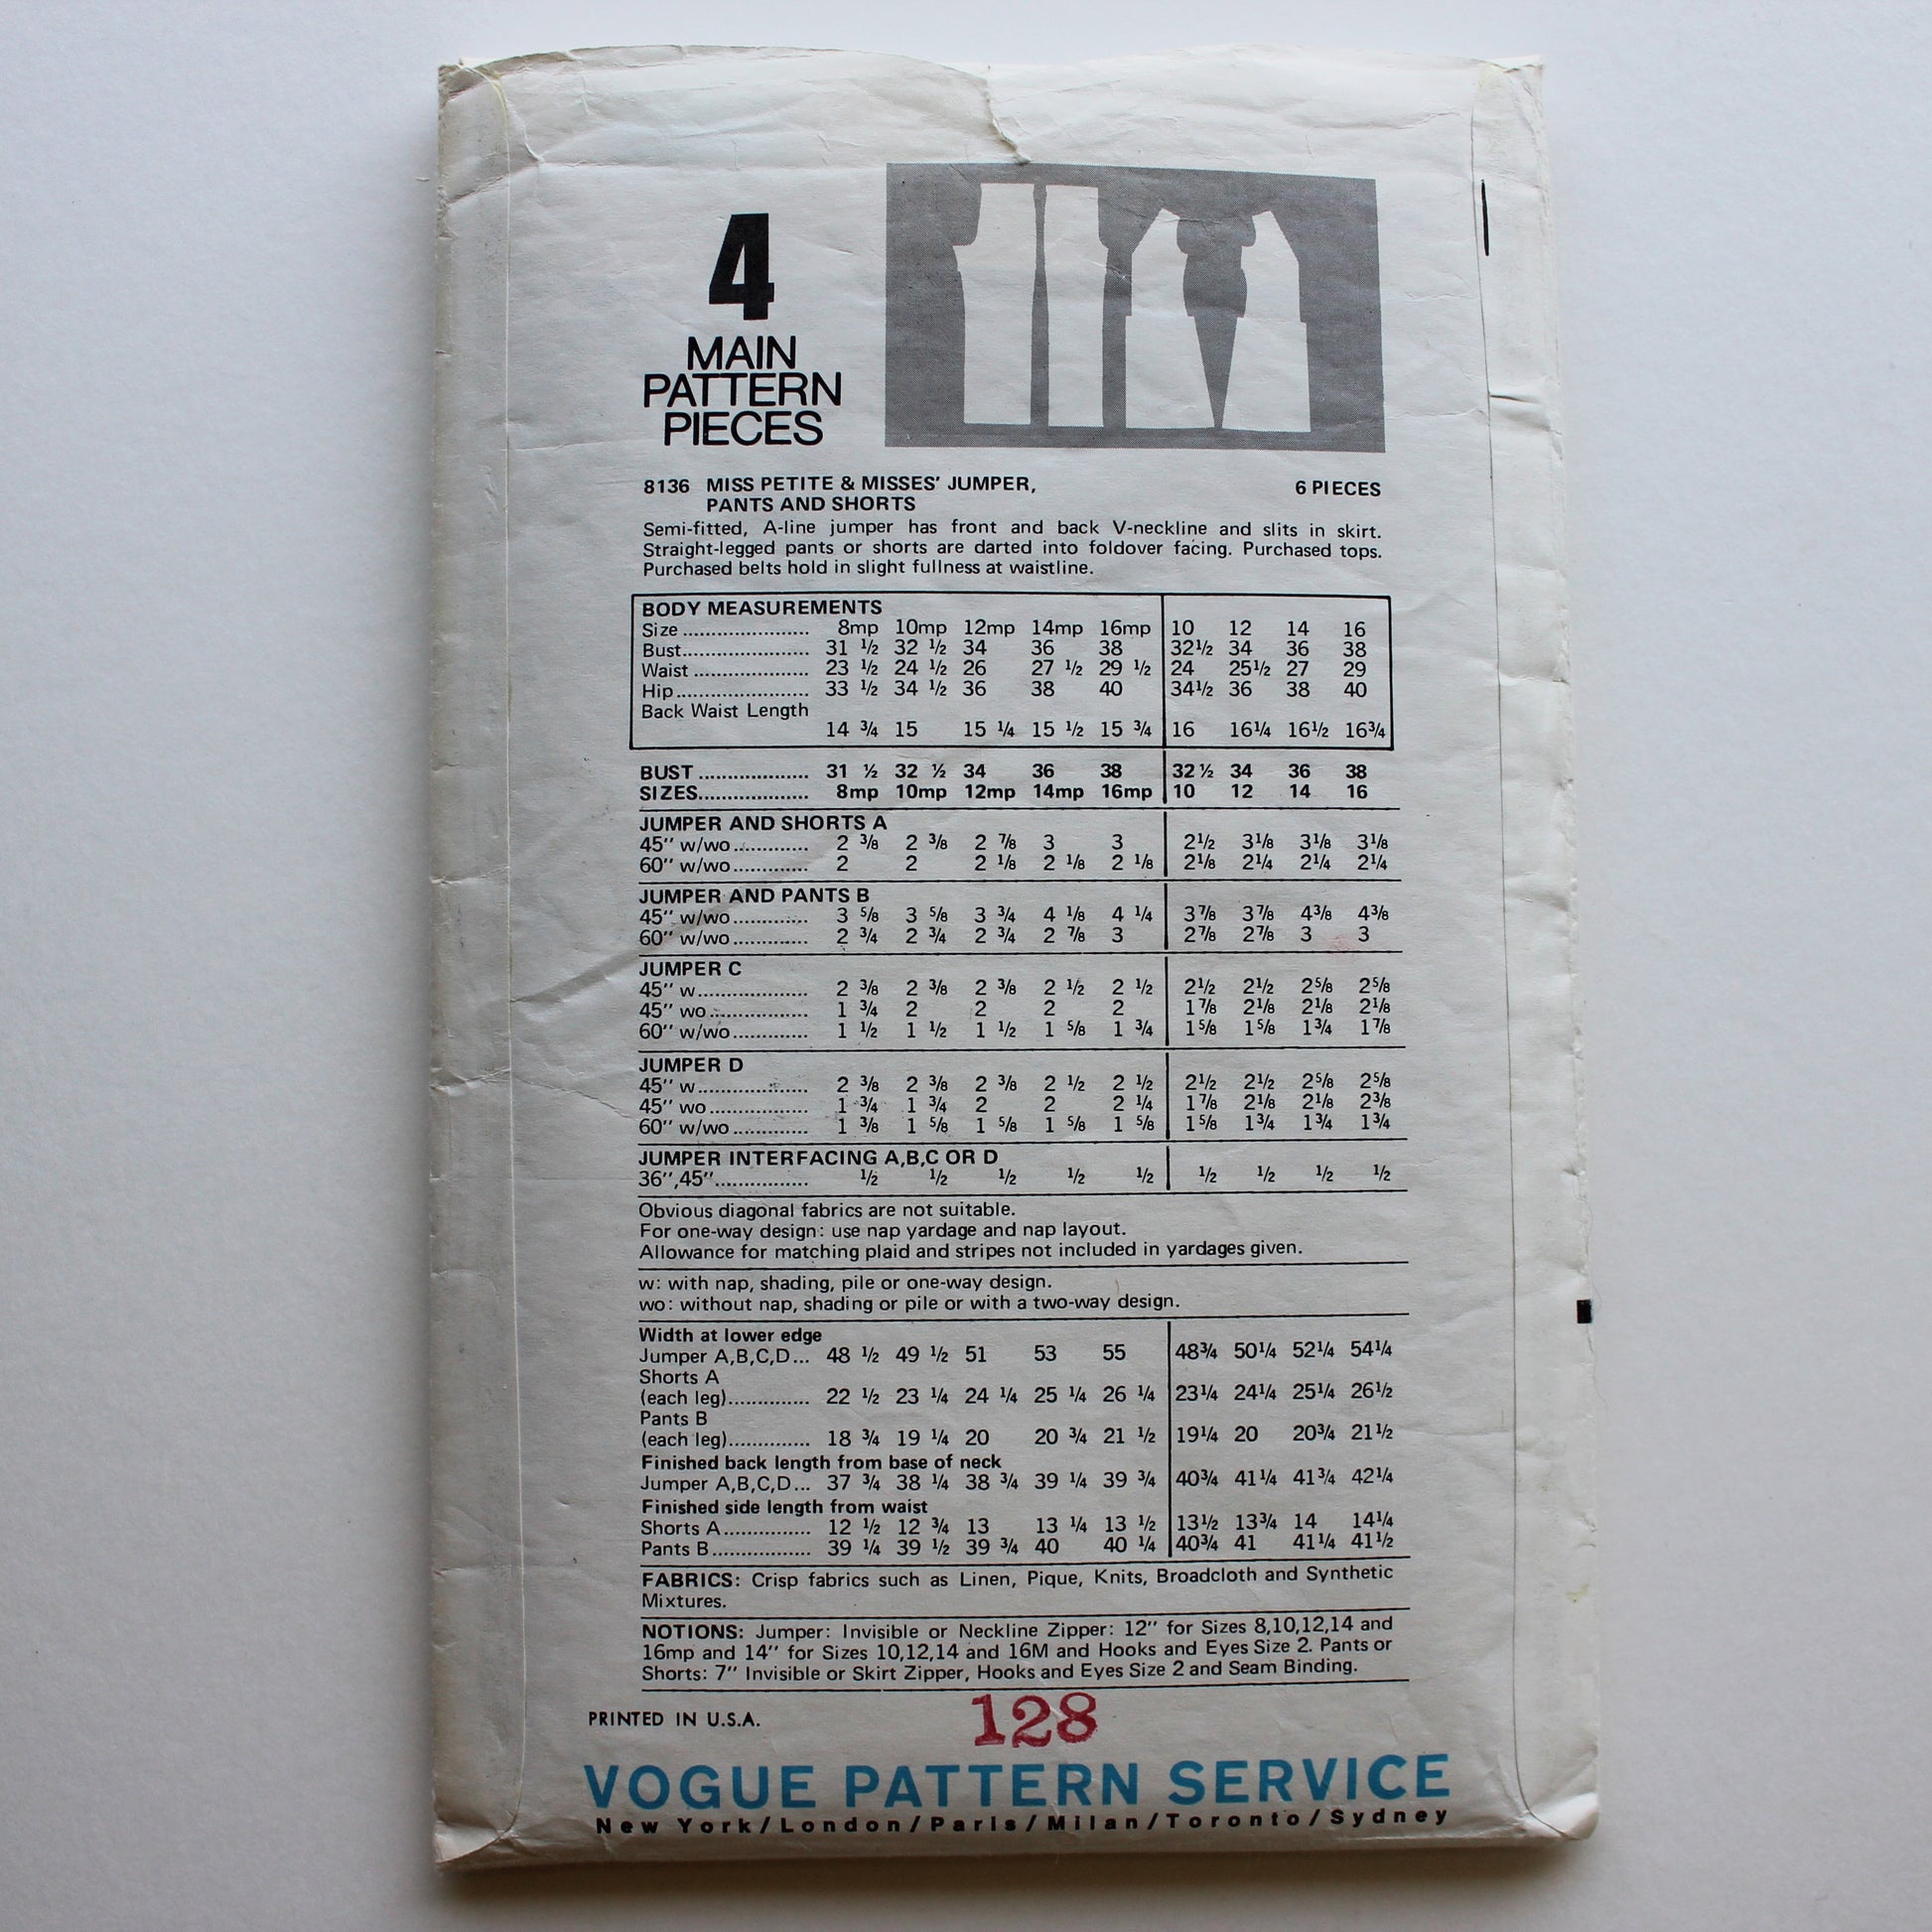 4
MAIN
PATTERN
PIECES
8136 MISS PETITE & MISSES' JUMPER, 6 PIECES
PANTS AND SHORTS
Semi-fitted, A-line jumper has front and back V-neckline and slits in skirt.
Straight-legged pants or shorts are darted into foldover facing. Purchased tops.
Purchased belts hold in slight fullness at waistline.
BODY MEASUREMENTS
Size ...................... 8mp 10mp 12mp 14mp 16mp 10 12 14 16
Bust...................... 31 ½ 32 ½ 34 36 38 32½ 34 36 38
Waist .................... 23 ½ 24 ½ 26 27 ½ 29 ½ 24 25½ 27 29
Hip ....................... 33 ½ 34 ½ 36 38 40 34½ 36 38 40
Back Waist Length
14 ¾ 15 15 ¼ 15 ½ 15 ¾ 16 16¼ 16½ 16¾
BUST ................... 31 ½ 32 ½ 34 36 38 32 ½ 34 36 38
SIZES................... 8mp 10mp 12mp 14mp 16mp 10 12 14 16
JUMPER AND SHORTS A
45" w/wo ............. 2 ⅜ 2 ⅜ 2 ⅞ 3 3 2½ 3⅛ 3⅛ 3⅛
60" w/wo ............. 2 2 2 ⅛ 2 ⅛ 2 ⅛ 2⅛ 2¼ 2¼ 2¼
JUMPER AND PANTS B
45" w/wo ............. 3 ⅝ 3 ⅝ 3 ¾ 4 ⅛ 4 ¼ 3⅞ 3⅞ 4⅜ 4⅜
60" w/wo ............. 2 ¾ 2 ¾ 2 ¾ 2 ⅞ 3 2⅞ 2⅞ 3 3
JUMPER C
45" w................... 2 ⅜ 2 ⅜ 2 ⅜ 2 ½ 2 ½ 2½ 2½ 2⅝ 2⅝
45" wo ................. 1 ¾ 2 2 2 2 1⅞ 2⅛ 2⅛ 2⅛
60" w/wo ............. 1 ½ 1 ½ 1 ½ 1 ⅝ 1 ¾ 1⅝ 1⅝ 1¾ 1⅞
JUMPER D
45" w................... 2 ⅜ 2 ⅜ 2 ⅜ 2 ½ 2 ½ 2½ 2½ 2⅝ 2⅝
45" wo ................. 1 ¾ 1 ¾ 2 2 2 ¼ 1⅞ 2⅛ 2⅛ 2⅜
60" w/wo ............. 1 ⅜ 1 ⅝ 1 ⅝ 1 ⅝ 1 ⅝ 1⅝ 1¾ 1¾ 1¾
JUMPER INTERFACING A,B,C OR D
36",45"................ ½ ½ ½ ½ ½ ½ ½ ½ ½
Obvious diagonal fabrics are not suitable.
For one-way design: use nap yardage and nap layout.
Allowance for matching plaid and stripes not included in yardages given.
w: with nap, shading, pile or one-way design.
wo: without nap, shading or pile or with a two-way design.
Width at lower edge
Jumper A,B,C,D... 48 ½ 49 ½ 51 53 55 48¾ 50¼ 52¼ 54¼
Shorts A
(each leg).............. 22 ½ 23 ¼ 24 ¼ 25 ¼ 26 ¼ 23¼ 24¼ 25¼ 26½
Pants B
(each leg).............. 18 ¾ 19 ¼ 20 20 ¾ 21 ½ 19¼ 20 20¾ 21½
Finished back length from base of neck
Jumper A,B,C,D... 37 ¾ 38 ¼ 38 ¾ 39 ¼ 39 ¾ 40¾ 41¼ 41¾ 42¼
Finished side length from waist
Shorts A ............... 12 ½ 12 ¾ 13 13 ¼ 13 ½ 13½ 13¾ 14 14¼
Pants B ................. 39 ¼ 39 ½ 39 ¾ 40 40 ¼ 40¾ 41 41¼ 41½
FABRICS: Crisp fabrics such as Linen, Pique, Knits, Broadcloth and Synthetic
Mixtures.
NOTIONS: Jumper: Invisible or Neckline Zipper: 12" for Sizes 8,10,12,14 and
16mp and 14" for Sizes 10,12,14 and 16M and Hooks and Eyes Size 2. Pants or
Shorts: 7" Invisible or Skirt Zipper, Hooks and Eyes Size 2 and Seam Binding.
PRINTED IN U.S.A. 128
VOGUE PATTERN SERVICE
New York/London/Paris/Milan/Toronto/Sydney